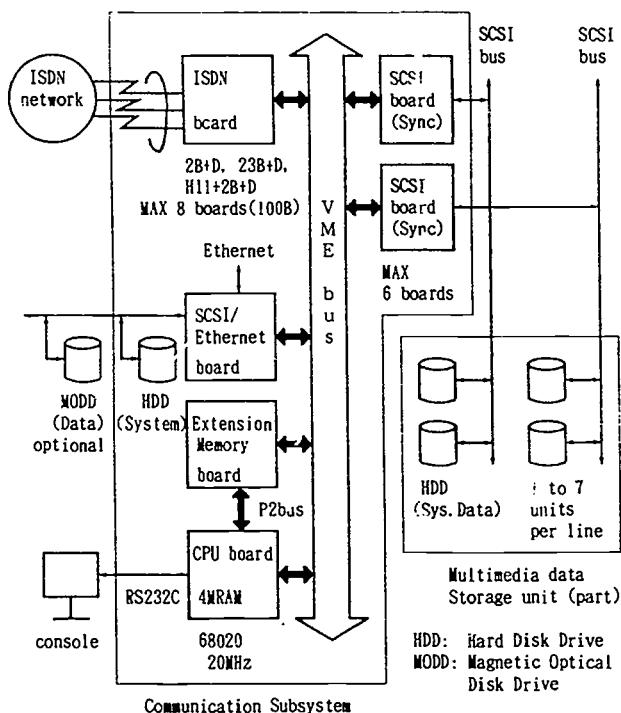 SCSI
bus
SCSI
bus
ISDN
network
ISDN
bcard
SCSI
board
(Sync)
2B+D, 23B+D,
H11+2B+D
MAX 8 boards(100B)
SCSI
board
(Sync)
VME bus
MAX
6 boards
Ethernet
SCSI/
Ethernet
board
MODD
(Data)
optional
HDD
(System)
Extension
Memory
board
HDD
(Sys.Data)
to 7
units
per line
P2bus
CPU board
4MRAM
RS232C
console
68020
20MHz
Multimedia data
Storage unit (part)
HDD: Hard Disk Drive
MODD: Magnetic Optical
Disk Drive
Communication Subsystem